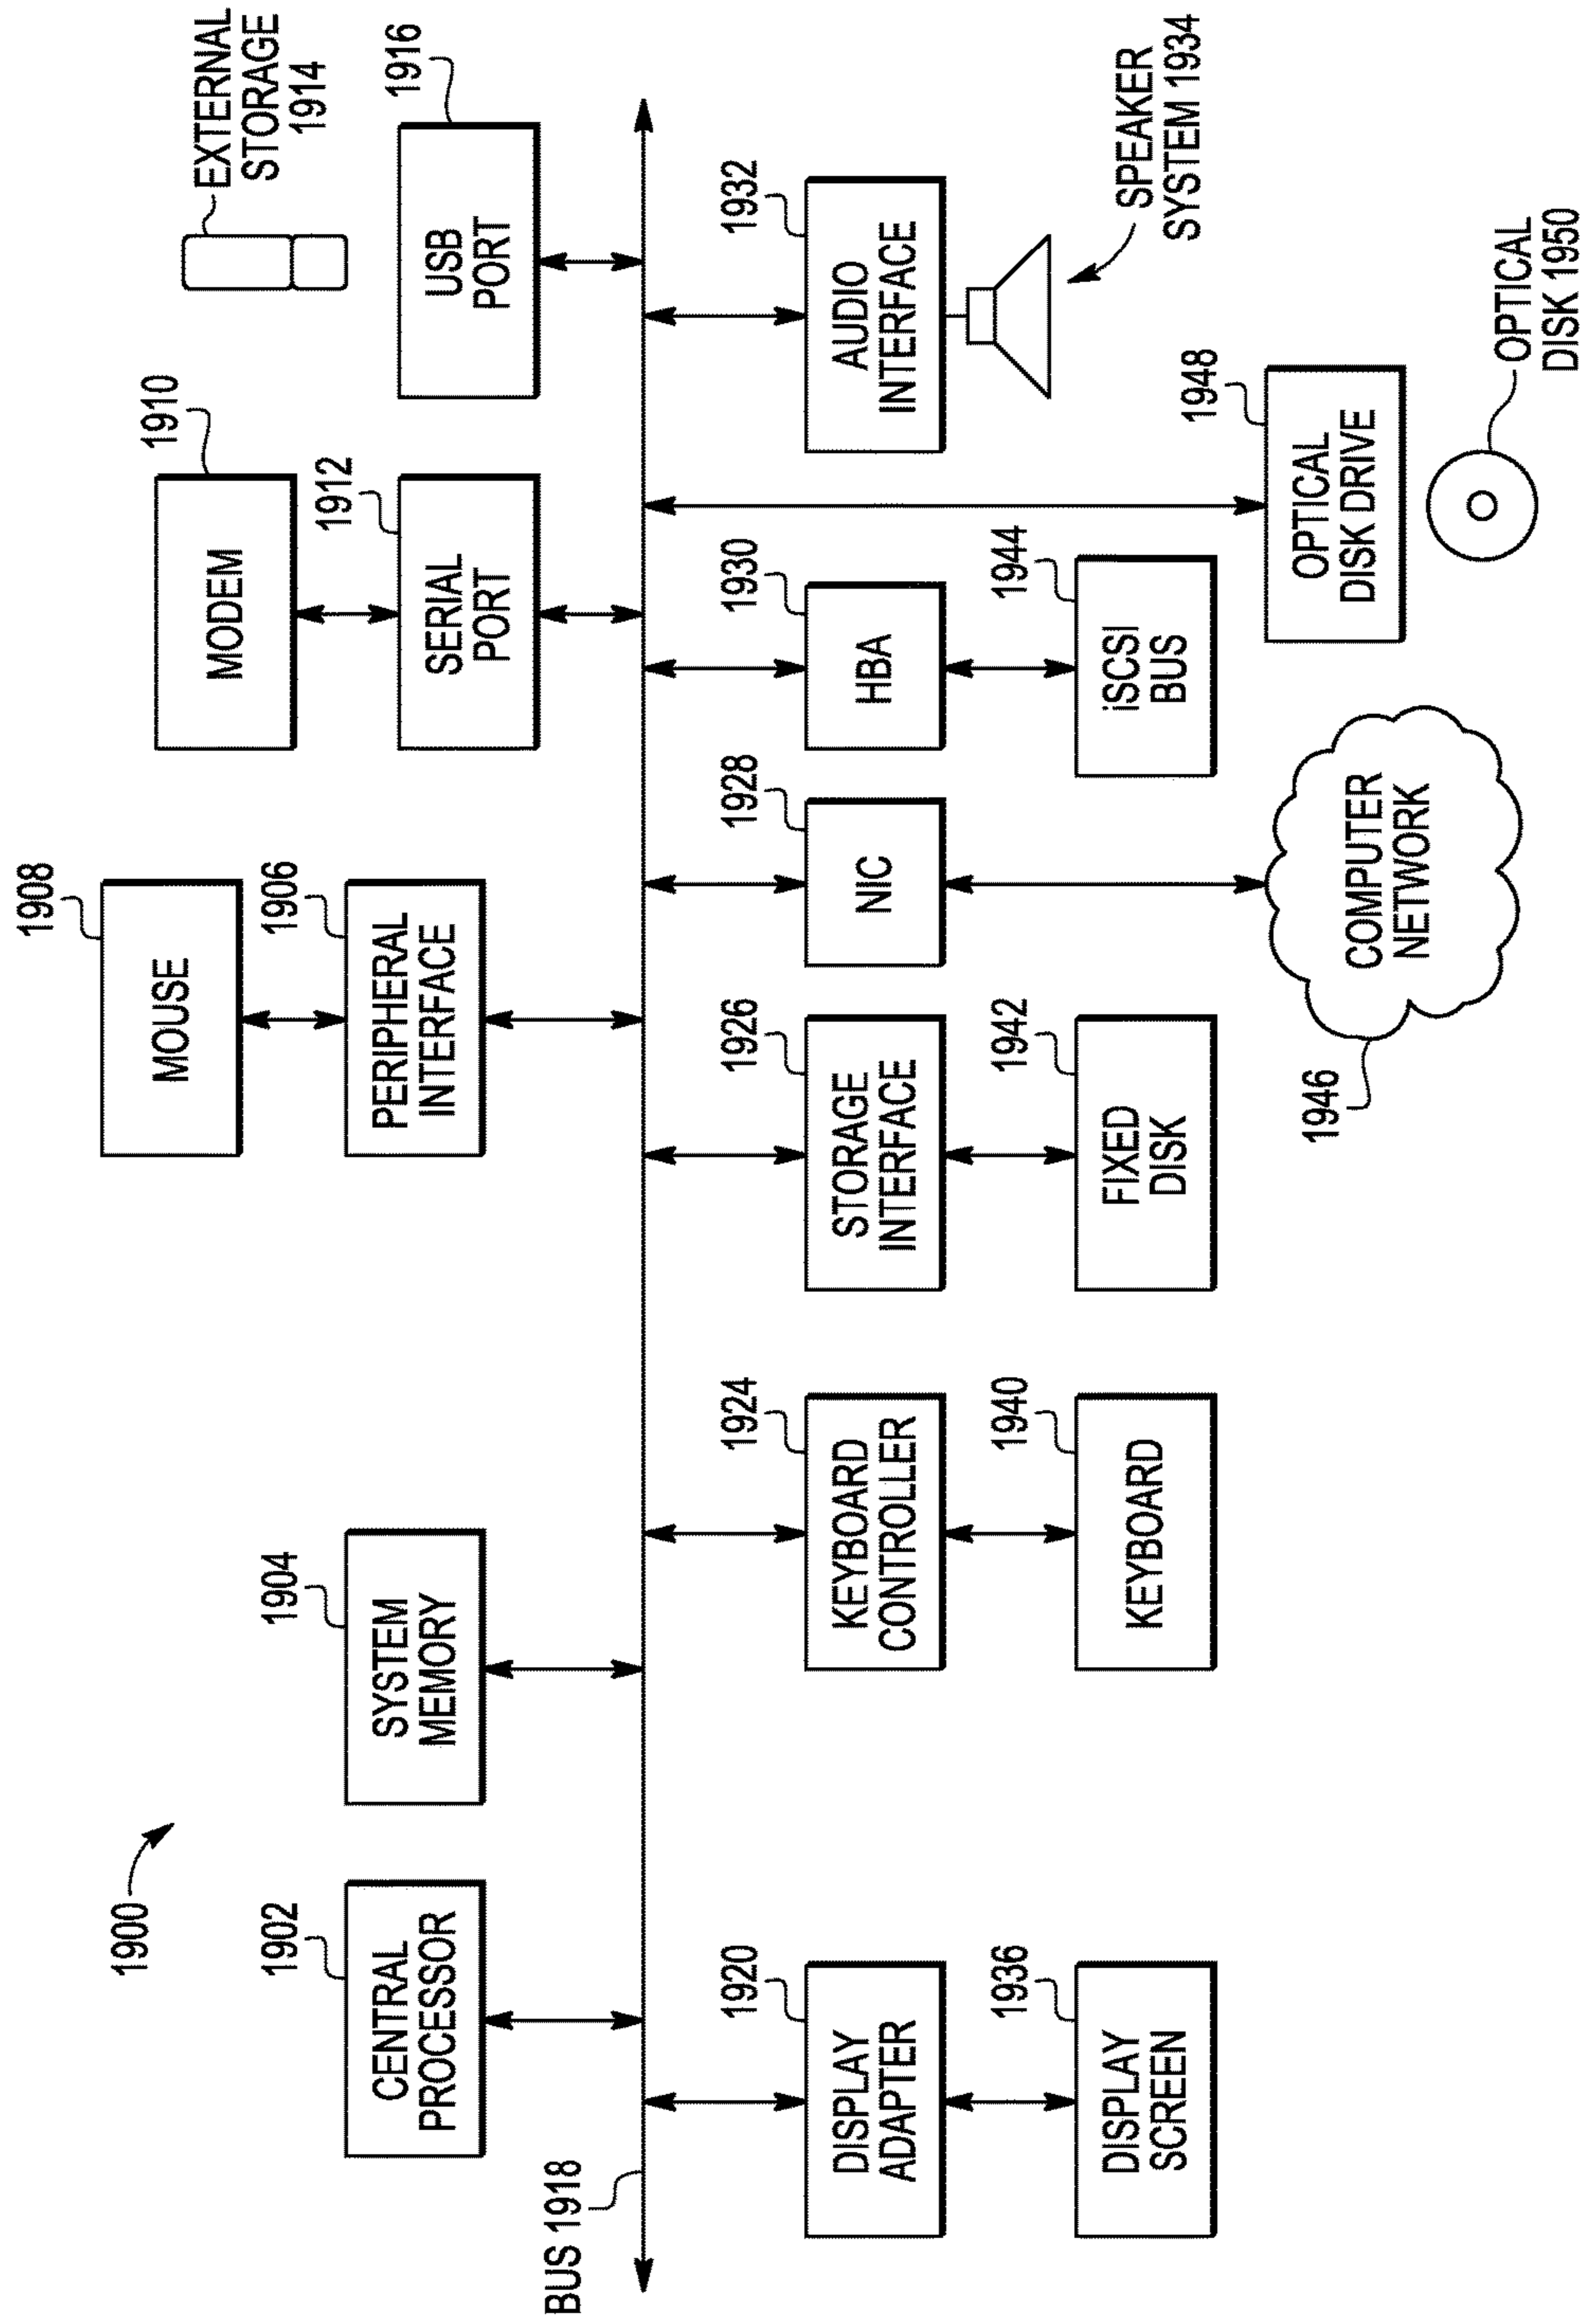 1900
1902
CENTRAL
PROCESSOR
1904
SYSTEM
MEMORY
1908
MOUSE
1906
PERIPHERAL
INTERFACE
1910
MODEM
1912
SERIAL
PORT
EXTERNAL
STORAGE
1914
1916
USB
PORT
BUS 1918
1920
DISPLAY
ADAPTER
1924
KEYBOARD
CONTROLLER
1926
STORAGE
INTERFACE
1928
NIC
1930
HBA
1932
AUDIO
INTERFACE
1936
DISPLAY
SCREEN
1940
KEYBOARD
1942
FIXED
DISK
1944
iSCSI
BUS
SPEAKER
SYSTEM 1934
1946
COMPUTER
NETWORK
1948
OPTICAL
DISK DRIVE
OPTICAL
DISK 1950